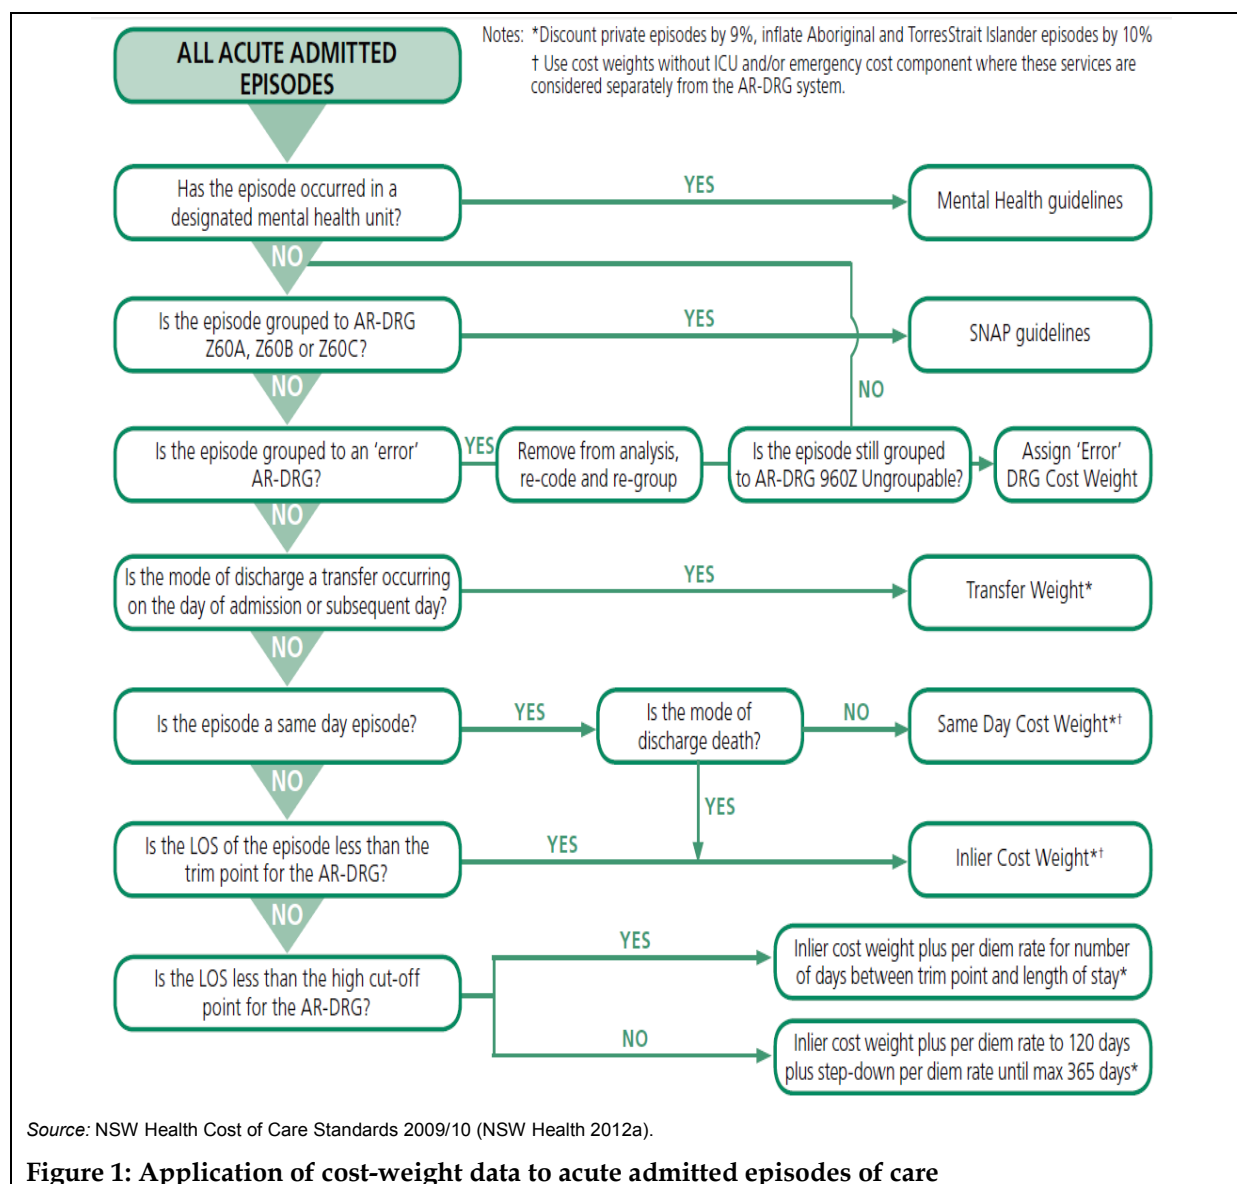 ALL ACUTE ADMITTED
EPISODES
Notes: *Discount private episodes by 9%, inflate Aboriginal and TorresStrait Islander episodes by 10%
† Use cost weights without ICU and/or emergency cost component where these services are
considered separately from the AR-DRG system.
Has the episode occurred in a
designated mental health unit?
YES
Mental Health guidelines
NO
Is the episode grouped to AR-DRG
Z60A, Z60B or Z60C?
YES
SNAP guidelines
NO
NO
Is the episode grouped to an ‘error’
AR-DRG?
YES
Remove from analysis,
re-code and re-group
Is the episode still grouped
to AR-DRG 960Z Ungroupable?
Assign ‘Error’
DRG Cost Weight
NO
Is the mode of discharge a transfer occurring
on the day of admission or subsequent day?
YES
Transfer Weight*
NO
Is the episode a same day episode?
YES
Is the mode of
discharge death?
NO
Same Day Cost Weight*†
NO
YES
Is the LOS of the episode less than the
trim point for the AR-DRG?
YES
Inlier Cost Weight*†
NO
Is the LOS less than the high cut-off
point for the AR-DRG?
YES
Inlier cost weight plus per diem rate for number
of days between trim point and length of stay*
NO
Inlier cost weight plus per diem rate to 120 days
plus step-down per diem rate until max 365 days*
Source: NSW Health Cost of Care Standards 2009/10 (NSW Health 2012a).
Figure 1: Application of cost-weight data to acute admitted episodes of care